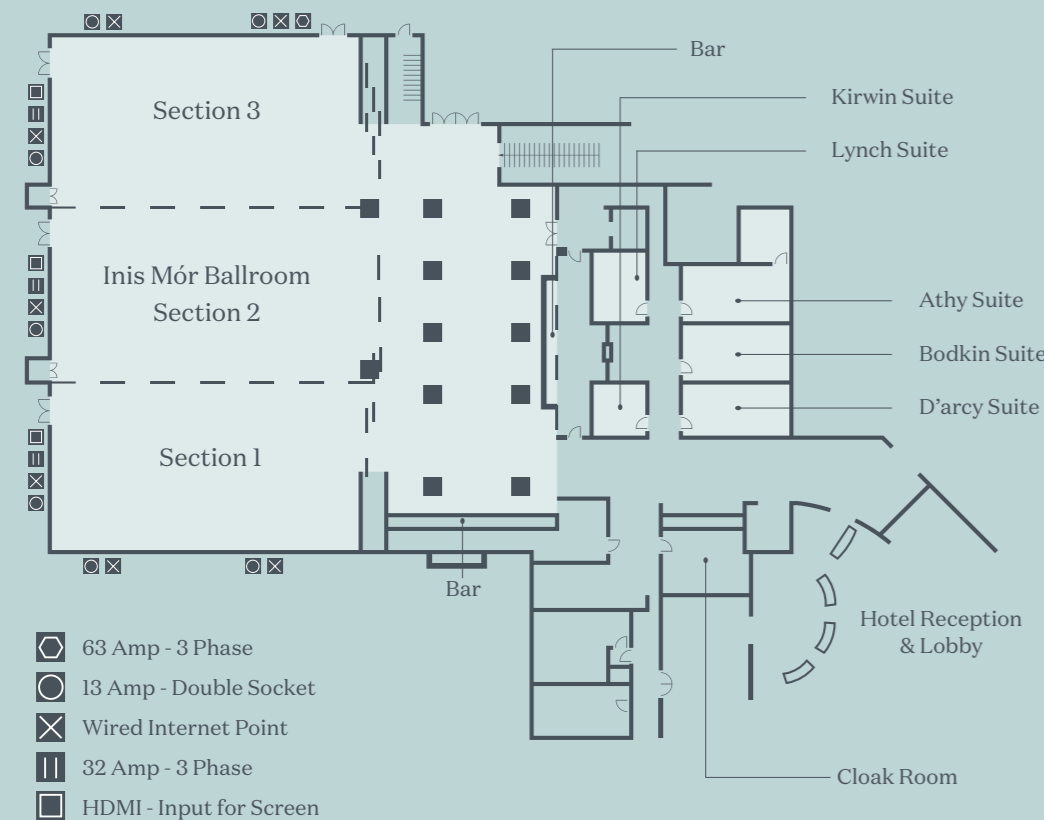 Bar
Kirwin Suite
Section 3
Lynch Suite
Inis Mór Ballroom
Section 2
Athy Suite
Bodkin Suite
D'arcy Suite
Section 1
Bar
Hotel Reception
& Lobby
63 Amp - 3 Phase
13 Amp - Double Socket
Wired Internet Point
32 Amp - 3 Phase
HDMI - Input for Screen
Cloak Room